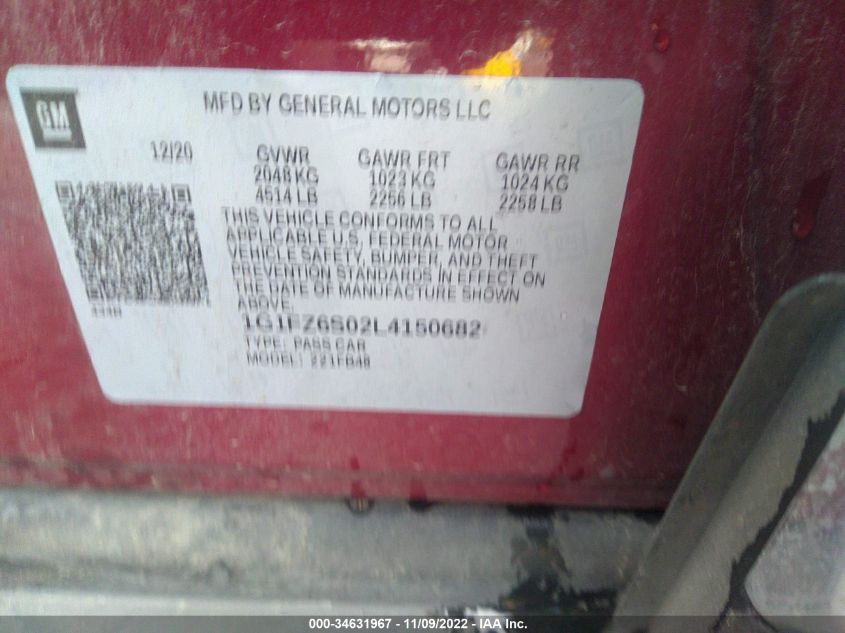 GM
MFD BY GENERAL MOTORS LLC
12/20 GVWR GAWR FRT GAWR RR
2048 KG 1023 KG 1024 KG
4514 LB 2256 LB 2258 LB
THIS VEHICLE CONFORMS TO ALL
APPLICABLE U.S. FEDERAL MOTOR
VEHICLE SAFETY, BUMPER, AND THEFT
PREVENTION STANDARDS IN EFFECT ON
THE DATE OF MANUFACTURE SHOWN
ABOVE.
1G1FZ6S02L4150682
TYPE: PASS CAR
MODEL: 221FB48
000-34631967 - 11/09/2022 - IAA Inc.